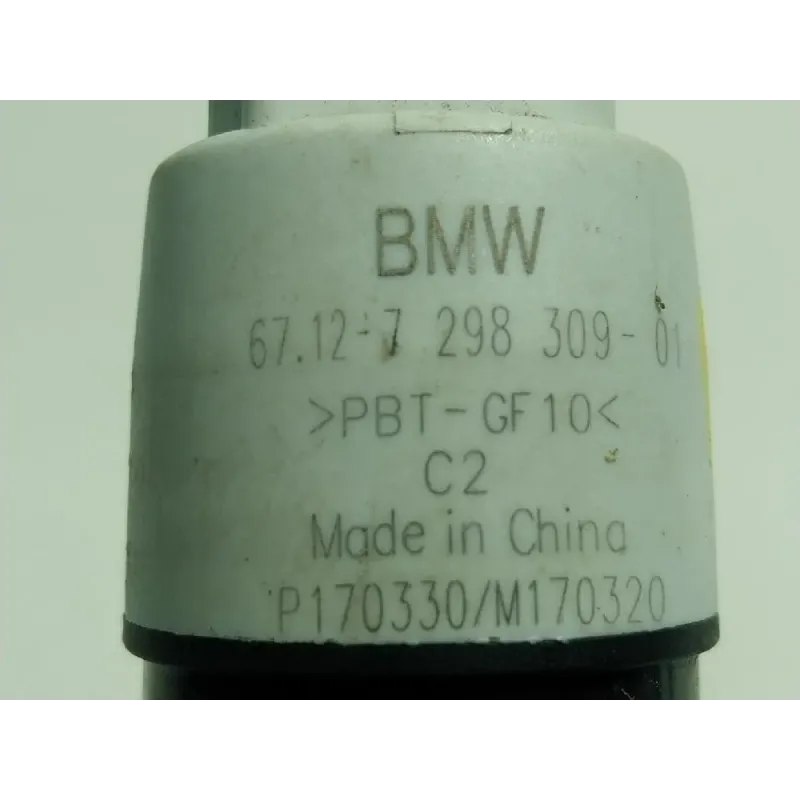 BMW
67.12-7 298 309-01
>PBT-GF10<
C2
Made in China
P170330/M170320